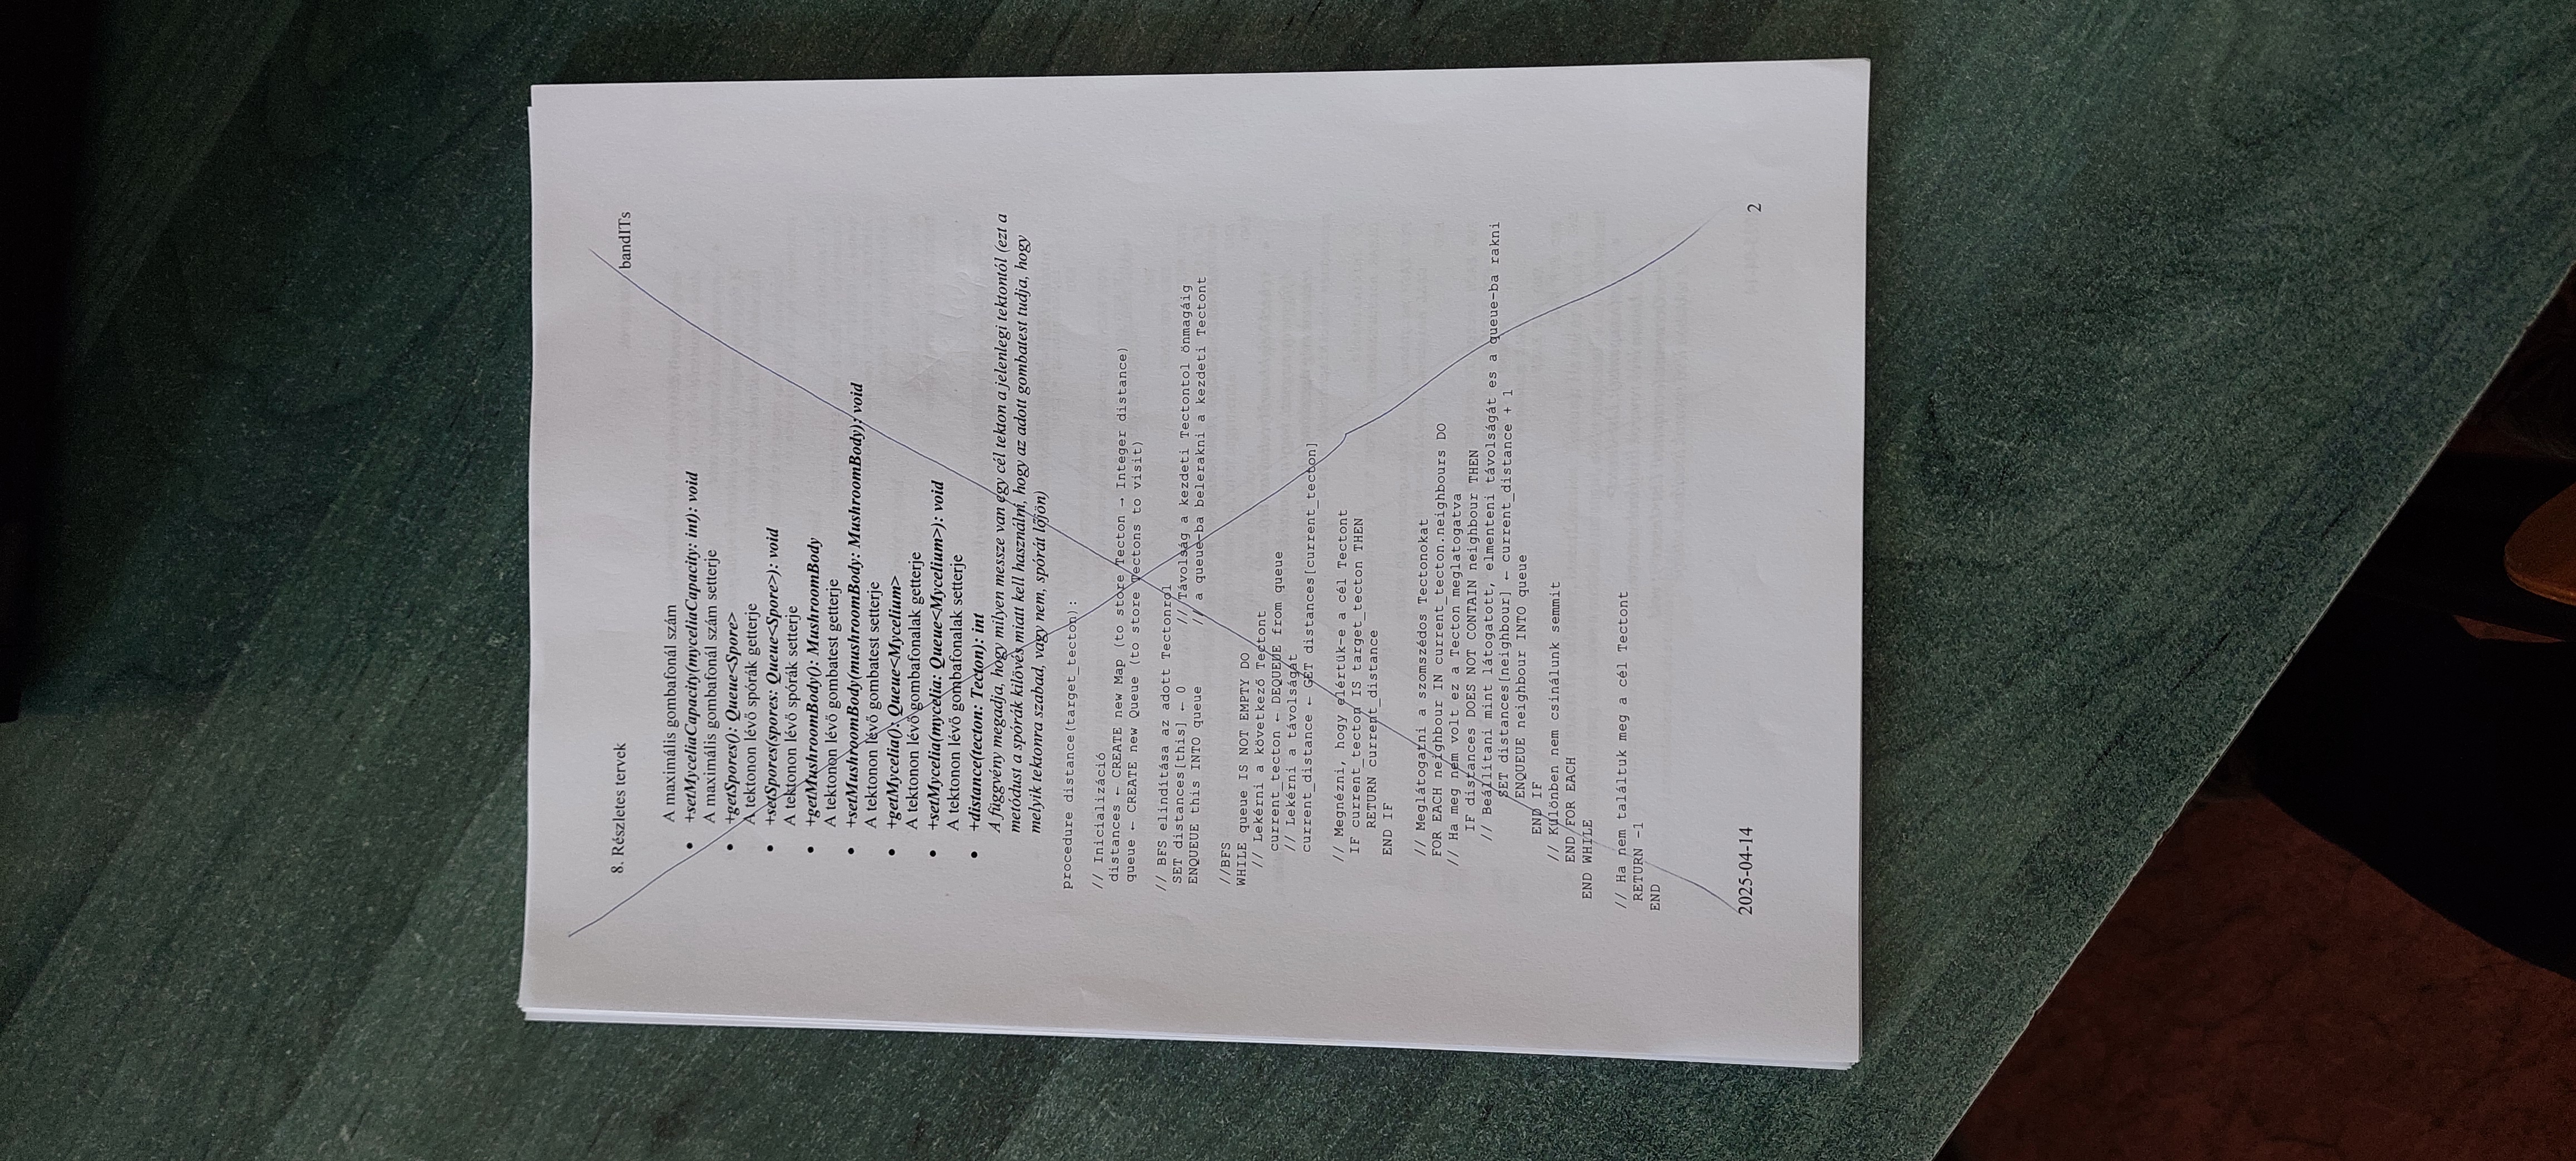 8. Részletes tervek bandITs
A maximális gombafonál szám
• +setMyceliaCapacity(myceliaCapacity: int): void
A maximális gombafonál szám setterje
• +getSpores(): Queue<Spore>
A tektonon lévő spórák getterje
• +setSpores(spores: Queue<Spore>): void
A tektonon lévő spórák setterje
• +getMushroomBody(): MushroomBody
A tektonon lévő gombatest getterje
• +setMushroomBody(mushroomBody: MushroomBody): void
A tektonon lévő gombatest setterje
• +getMycelia(): Queue<Mycelium>
A tektonon lévő gombafonalak getterje
• +setMycelia(mycelia: Queue<Mycelium>): void
A tektonon lévő gombafonalak setterje
• +distance(tecton: Tecton): int
A függvény megadja, hogy milyen messze van egy cél tekton a jelenlegi tektontól (ezt a
metódust a spórák kilövés miatt kell használni, hogy az adott gombatest tudja, hogy
melyik tektonra szabad, vagy nem, spórát lőjön)
procedure distance(target_tecton):
// Inicializáció
distances ← CREATE new Map (to store Tecton → Integer distance)
queue ← CREATE new Queue (to store Tectons to visit)
// BFS elindítása az adott Tectonrol
SET distances[this] ← 0 // Távolság a kezdeti Tectontol önmagáig
ENQUEUE this INTO queue // a queue-ba belerakni a kezdeti Tectont
//BFS
WHILE queue IS NOT EMPTY DO
// Lekérni a következő Tectont
current_tecton ← DEQUEUE from queue
// Lekérni a távolságát
current_distance ← GET distances[current_tecton]
// Megnézni, hogy elértük-e a cél Tectont
IF current_tecton IS target_tecton THEN
RETURN current_distance
END IF
// Meglátogatni a szomszédos Tectonokat
FOR EACH neighbour IN current_tecton.neighbours DO
// Ha meg nem volt ez a Tecton meglatogatva
IF distances DOES NOT CONTAIN neighbour THEN
// Beállítani mint látogatott, elmenteni távolságát es a queue-ba rakni
SET distances[neighbour] ← current_distance + 1
ENQUEUE neighbour INTO queue
END IF
// Különben nem csinálunk semmit
END FOR EACH
END WHILE
// Ha nem találtuk meg a cél Tectont
RETURN -1
END
2025-04-14 2